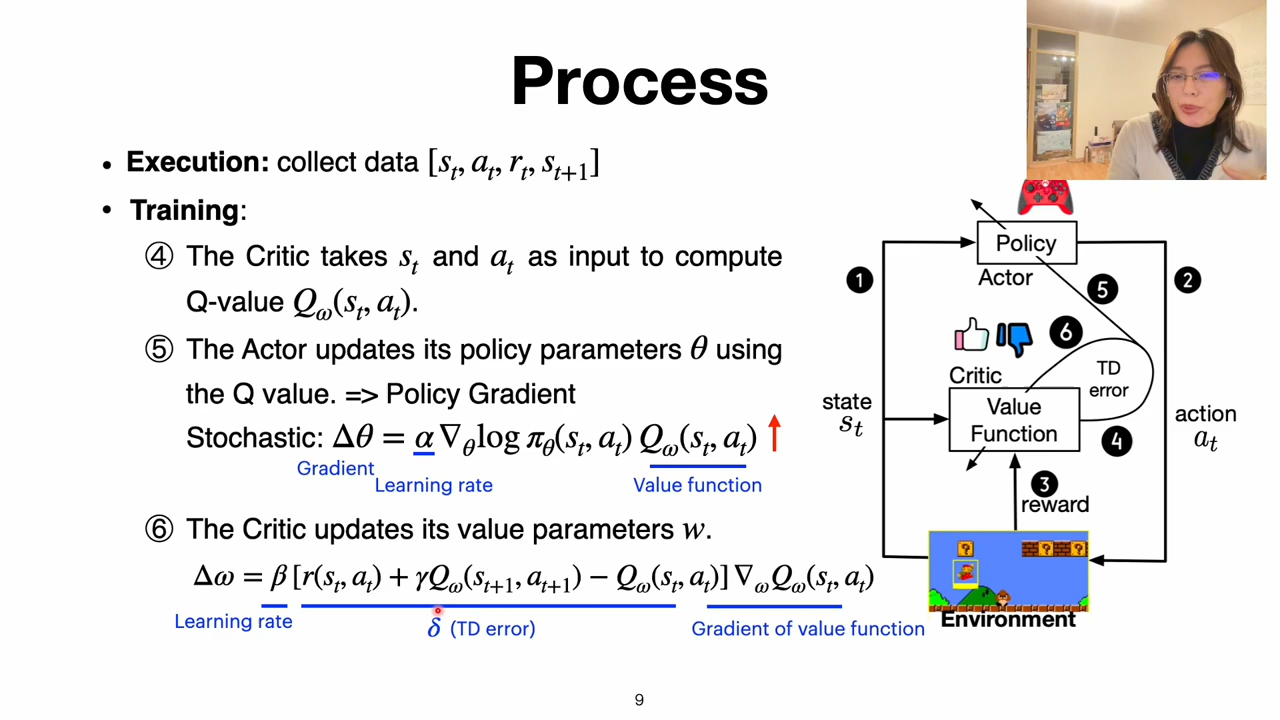 Process
• Execution: collect data [s_t, a_t, r_t, s_{t+1}]
• Training:
④ The Critic takes s_t and a_t as input to compute
Q-value Q_ω(s_t, a_t).
⑤ The Actor updates its policy parameters θ using
the Q value. => Policy Gradient
Stochastic: Δθ = α∇_θ log π_θ(s_t, a_t) Q_ω(s_t, a_t)
Gradient
Learning rate
Value function
⑥ The Critic updates its value parameters w.
Δω = β[r(s_t, a_t) + γQ_ω(s_{t+1}, a_{t+1}) − Q_ω(s_t, a_t)] ∇_ωQ_ω(s_t, a_t)
Learning rate
δ (TD error)
Gradient of value function
Policy
Actor
1
2
5
6
TD
error
Critic
Value
Function
4
state
s_t
action
a_t
3
reward
Environment
9